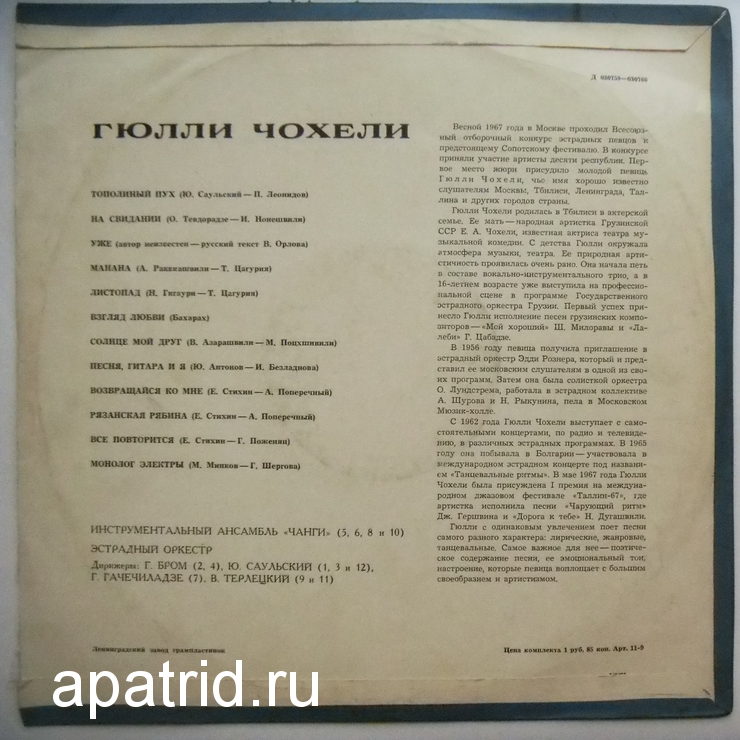 Д 030759—030760
ГЮЛЛИ ЧОХЕЛИ
ТОПОЛИНЫЙ ПУХ (Ю. Саульский — П. Леонидов)
НА СВИДАНИИ (О. Тевдорадзе — И. Нонешвили)
УЖЕ (автор неизвестен — русский текст В. Орлова)
МАНАНА (А. Раквиашвили — Т. Цагурия)
ЛИСТОПАД (Н. Гигаури — Т. Цагурия)
ВЗГЛЯД ЛЮБВИ (Бахарах)
СОЛНЦЕ МОЙ ДРУГ (В. Азарашвили — М. Поцхишвили)
ПЕСНЯ, ГИТАРА И Я (Ю. Антонов — И. Безладнова)
ВОЗВРАЩАЙСЯ КО МНЕ (Е. Стихин — А. Поперечный)
РЯЗАНСКАЯ РЯБИНА (Е. Стихин — А. Поперечный)
ВСЕ ПОВТОРИТСЯ (Е. Стихин — Г. Поженян)
МОНОЛОГ ЭЛЕКТРЫ (М. Минков — Г. Шергова)
ИНСТРУМЕНТАЛЬНЫЙ АНСАМБЛЬ «ЧАНГИ» (5, 6, 8 и 10)
ЭСТРАДНЫЙ ОРКЕСТР
Дирижеры: Г. БРОМ (2, 4), Ю. САУЛЬСКИЙ (1, 3 и 12),
Г. ГАЧЕЧИЛАДЗЕ (7), В. ТЕРЛЕЦКИЙ (9 и 11)
Весной 1967 года в Москве проходил Всесоюз-
ный отборочный конкурс эстрадных певцов к
предстоящему Сопотскому фестивалю. В конкурсе
приняли участие артисты десяти республик. Пер-
вое место жюри присудило молодой певице
Гюлли Чохели, чье имя хорошо известно
слушателям Москвы, Тбилиси, Ленинграда, Тал-
лина и других городов страны.
Гюлли Чохели родилась в Тбилиси в актерской
семье. Ее мать — народная артистка Грузинской
ССР Е. А. Чохели, известная актриса театра му-
зыкальной комедии. С детства Гюлли окружала
атмосфера музыки, театра. Ее природная арти-
стичность проявилась очень рано. Она начала петь
в составе вокально-инструментального трио, а в
16-летнем возрасте уже выступала на профессио-
нальной сцене в программе Государственного
эстрадного оркестра Грузии. Первый успех при-
несло Гюлли исполнение песен грузинских компо-
зиторов — «Мой хороший» Ш. Милоравы и «Ла-
леби» Г. Цабадзе.
В 1956 году певица получила приглашение в
эстрадный оркестр Эдди Рознера, который и пред-
ставил ее московским слушателям в одной из сво-
их программ. Затем она была солисткой оркестра
О. Лундстрема, работала в эстрадном коллективе
А. Шурова и Н. Рыкунина, пела в Московском
Мюзик-холле.
С 1962 года Гюлли Чохели выступает с само-
стоятельными концертами, по радио и телевиде-
нию, в различных эстрадных программах. В 1965
году она побывала в Болгарии — участвовала в
международном эстрадном концерте под названи-
ем «Танцевальные ритмы». В мае 1967 года Гюлли
Чохели была присуждена I премия на междуна-
родном джазовом фестивале «Таллин-67», где
артистка исполнила песни «Чарующий ритм»
Дж. Гершвина и «Дорога к тебе» Н. Дугашвили.
Гюлли с одинаковым увлечением поет песни
самого разного характера: лирические, жанровые,
танцевальные. Самое важное для нее — поэтиче-
ское содержание песни, ее эмоциональный тон,
настроение, которые певица воплощает с большим
своеобразием и артистизмом.
Ленинградский завод грампластинок
Цена комплекта 1 руб. 85 коп. Арт. 11-9
apatrid.ru